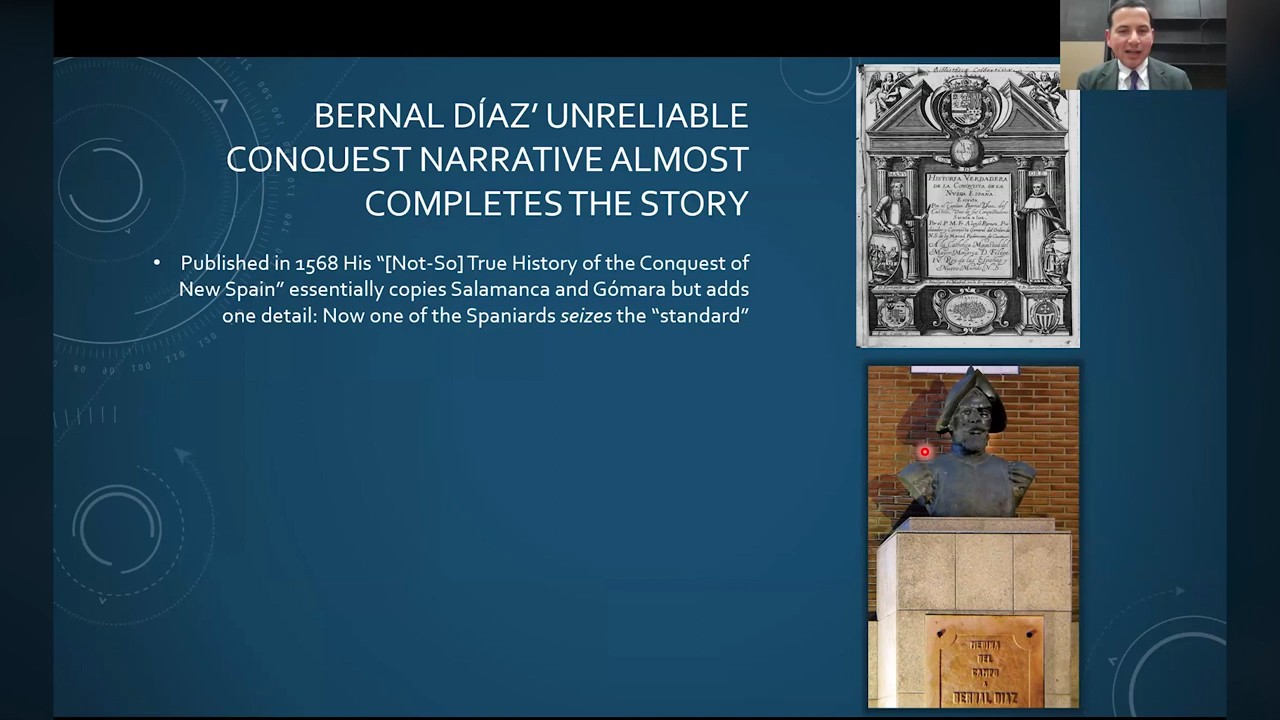 BERNAL DÍAZ’ UNRELIABLE
CONQUEST NARRATIVE ALMOST
COMPLETES THE STORY
• Published in 1568 His “[Not-So] True History of the Conquest of
New Spain” essentially copies Salamanca and Gómara but adds
one detail: Now one of the Spaniards seizes the “standard”
HISTORIA VERDADERA
DE LA CONQUISTA DE LA
NUEVA ESPAÑA
Escrita
MEDINA
DEL
CAMPO
A
BERNAL DIAZ